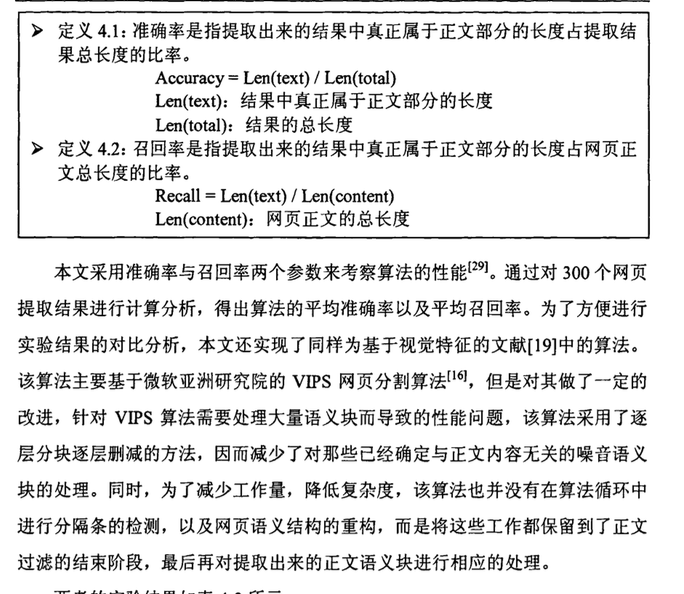 ➢ 定义 4.1：准确率是指提取出来的结果中真正属于正文部分的长度占提取结
果总长度的比率。
Accuracy = Len(text) / Len(total)
Len(text)：结果中真正属于正文部分的长度
Len(total)：结果的总长度
➢ 定义 4.2：召回率是指提取出来的结果中真正属于正文部分的长度占网页正
文总长度的比率。
Recall = Len(text) / Len(content)
Len(content)：网页正文的总长度
本文采用准确率与召回率两个参数来考察算法的性能[29]。通过对 300 个网页
提取结果进行计算分析，得出算法的平均准确率以及平均召回率。为了方便进行
实验结果的对比分析，本文还实现了同样为基于视觉特征的文献[19]中的算法。
该算法主要基于微软亚洲研究院的 VIPS 网页分割算法[16]，但是对其做了一定的
改进，针对 VIPS 算法需要处理大量语义块而导致的性能问题，该算法采用了逐
层分块逐层删减的方法，因而减少了对那些已经确定与正文内容无关的噪音语义
块的处理。同时，为了减少工作量，降低复杂度，该算法也并没有在算法循环中
进行分隔条的检测，以及网页语义结构的重构，而是将这些工作都保留到了正文
过滤的结束阶段，最后再对提取出来的正文语义块进行相应的处理。